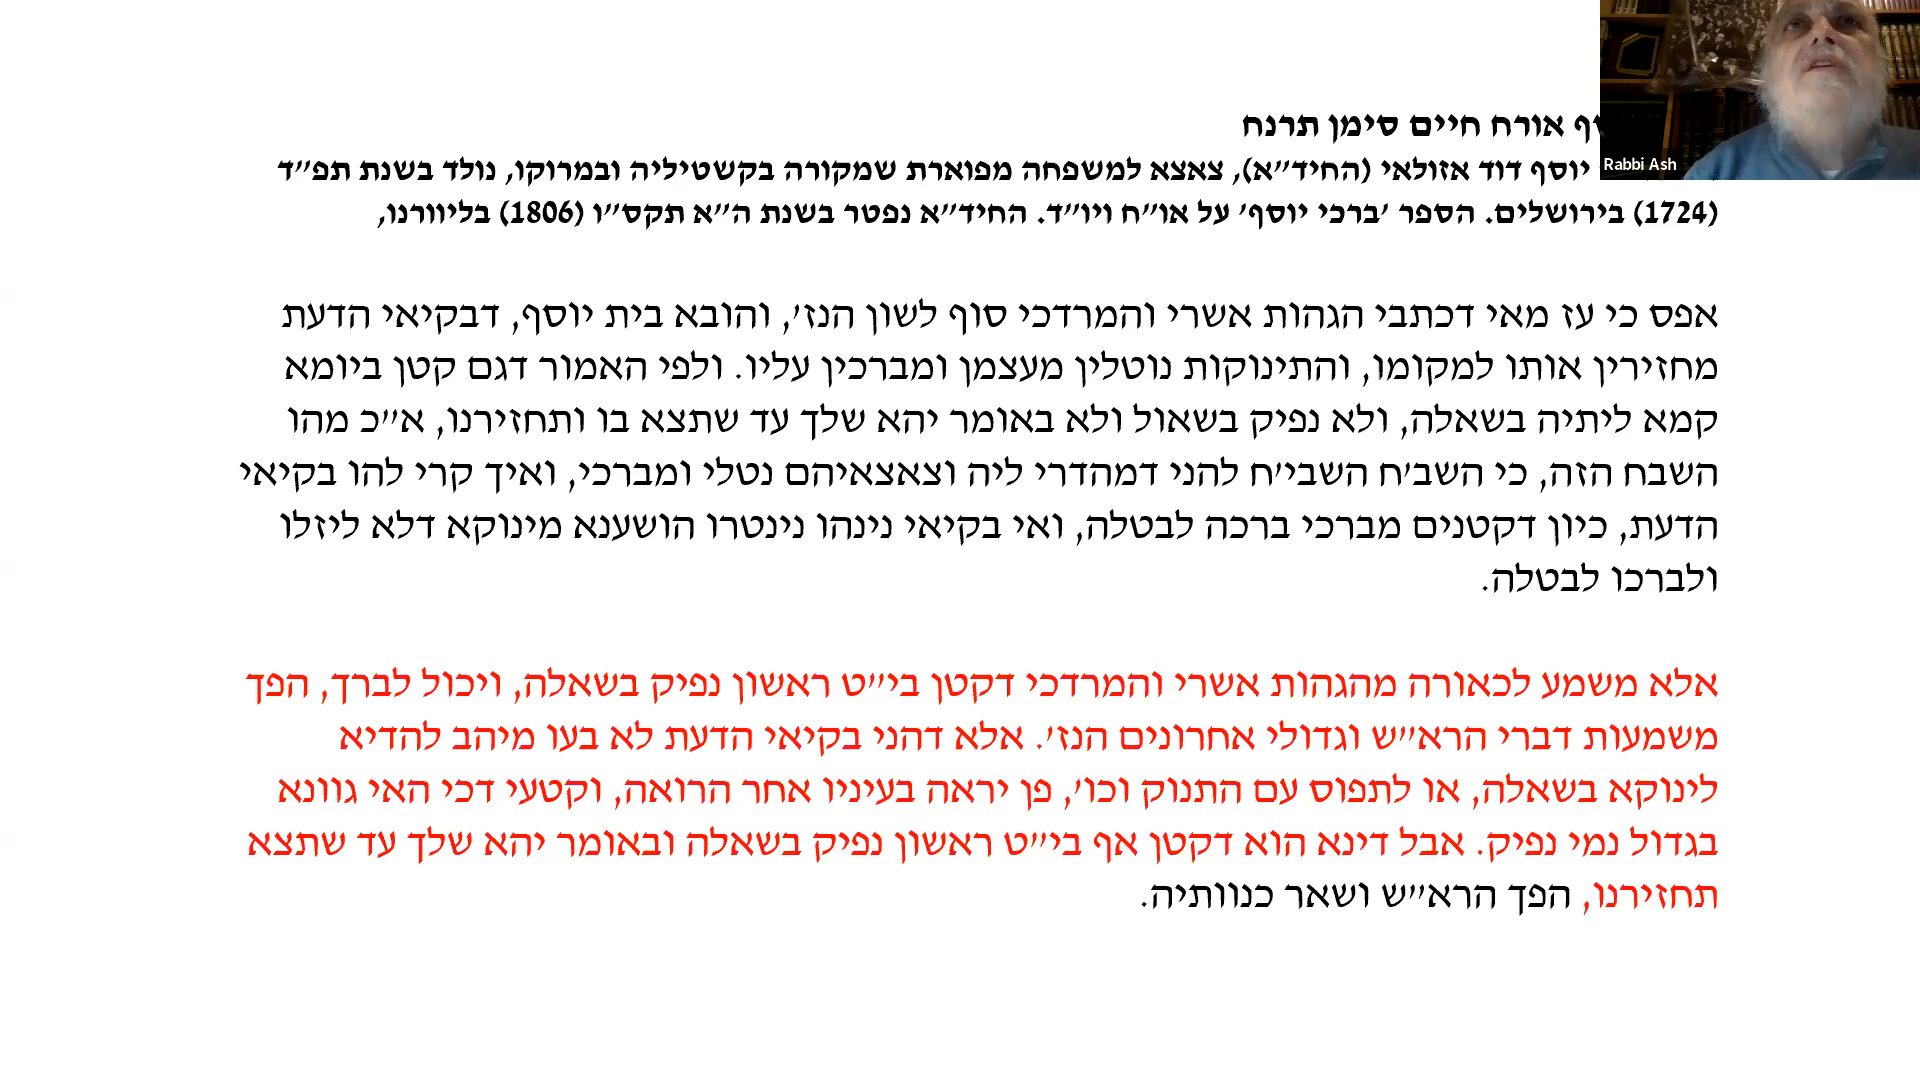 אורח חיים סימן תרנח
Rabbi Ash
יוסף דוד אזולאי (החיד״א), צאצא למשפחה מפוארת שמקורה בקשטיליה ובמרוקו, נולד בשנת תפ״ד
(1724) בירושלים. הספר ׳ברכי יוסף׳ על או״ח ויו״ד. החיד״א נפטר בשנת ה״א תקס״ו (1806) בליוורנו,
אפס כי עז מאי דכתבי הגהות אשרי והמרדכי סוף לשון הנז׳, והובא בית יוסף, דבקיאי הדעת
מחזירין אותו למקומו, והתינוקות נוטלין מעצמן ומברכין עליו. ולפי האמור דגם קטן ביומא
קמא ליתיה בשאלה, ולא נפיק בשאול ולא באומר יהא שלך עד שתצא בו ותחזירנו, א״כ מהו
השבח הזה, כי השב׳ח השבי׳ח להני דמהדרי ליה וצאצאיהם נטלי ומברכי, ואיך קרי להו בקיאי
הדעת, כיון דקטנים מברכי ברכה לבטלה, ואי בקיאי נינהו נינטרו הושענא מינוקא דלא ליזלו
ולברכו לבטלה.
אלא משמע לכאורה מהגהות אשרי והמרדכי דקטן בי״ט ראשון נפיק בשאלה, ויכול לברך, הפך
משמעות דברי הרא״ש וגדולי אחרונים הנז׳. אלא דהני בקיאי הדעת לא בעו מיהב להדיא
לינוקא בשאלה, או לתפוס עם התנוק וכו׳, פן יראה בעיניו אחר הרואה, וקטעי דכי האי גוונא
בגדול נמי נפיק. אבל דינא הוא דקטן אף בי״ט ראשון נפיק בשאלה ובאומר יהא שלך עד שתצא
תחזירנו, הפך הרא״ש ושאר כנוותיה.